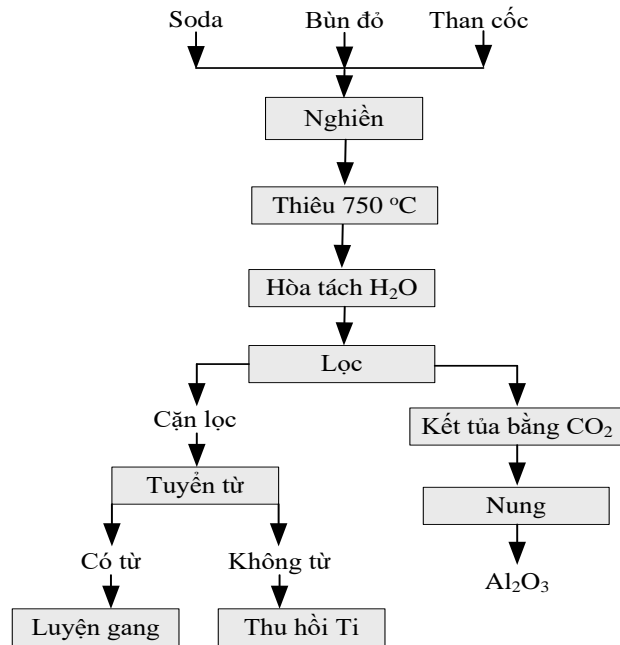 Soda
Bùn đỏ
Than cốc
Nghiền
Thiêu 750 ºC
Hòa tách H₂O
Lọc
Cặn lọc
Kết tủa bằng CO₂
Tuyển từ
Nung
Có từ
Không từ
Al₂O₃
Luyện gang
Thu hồi Ti